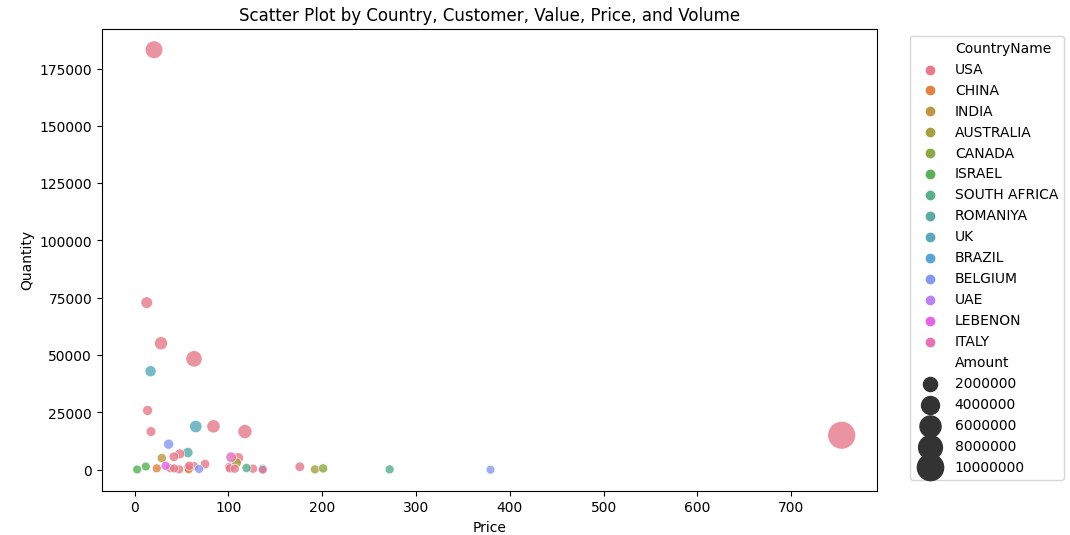 Scatter Plot by Country, Customer, Value, Price, and Volume
175000
150000
125000
100000
75000
50000
25000
0
Quantity
0 100 200 300 400 500 600 700
Price
CountryName
USA
CHINA
INDIA
AUSTRALIA
CANADA
ISRAEL
SOUTH AFRICA
ROMANIYA
UK
BRAZIL
BELGIUM
UAE
LEBENON
ITALY
Amount
2000000
4000000
6000000
8000000
10000000